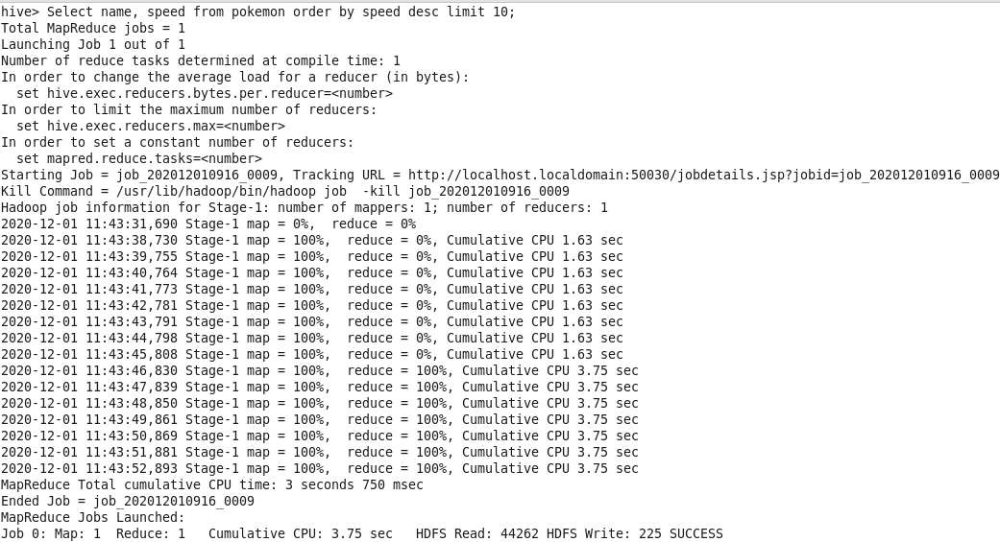 hive> Select name, speed from pokemon order by speed desc limit 10;
Total MapReduce jobs = 1
Launching Job 1 out of 1
Number of reduce tasks determined at compile time: 1
In order to change the average load for a reducer (in bytes):
  set hive.exec.reducers.bytes.per.reducer=<number>
In order to limit the maximum number of reducers:
  set hive.exec.reducers.max=<number>
In order to set a constant number of reducers:
  set mapred.reduce.tasks=<number>
Starting Job = job_202012010916_0009, Tracking URL = http://localhost.localdomain:50030/jobdetails.jsp?jobid=job_202012010916_0009
Kill Command = /usr/lib/hadoop/bin/hadoop job  -kill job_202012010916_0009
Hadoop job information for Stage-1: number of mappers: 1; number of reducers: 1
2020-12-01 11:43:31,690 Stage-1 map = 0%,  reduce = 0%
2020-12-01 11:43:38,730 Stage-1 map = 100%,  reduce = 0%, Cumulative CPU 1.63 sec
2020-12-01 11:43:39,755 Stage-1 map = 100%,  reduce = 0%, Cumulative CPU 1.63 sec
2020-12-01 11:43:40,764 Stage-1 map = 100%,  reduce = 0%, Cumulative CPU 1.63 sec
2020-12-01 11:43:41,773 Stage-1 map = 100%,  reduce = 0%, Cumulative CPU 1.63 sec
2020-12-01 11:43:42,781 Stage-1 map = 100%,  reduce = 0%, Cumulative CPU 1.63 sec
2020-12-01 11:43:43,791 Stage-1 map = 100%,  reduce = 0%, Cumulative CPU 1.63 sec
2020-12-01 11:43:44,798 Stage-1 map = 100%,  reduce = 0%, Cumulative CPU 1.63 sec
2020-12-01 11:43:45,808 Stage-1 map = 100%,  reduce = 0%, Cumulative CPU 1.63 sec
2020-12-01 11:43:46,830 Stage-1 map = 100%,  reduce = 100%, Cumulative CPU 3.75 sec
2020-12-01 11:43:47,839 Stage-1 map = 100%,  reduce = 100%, Cumulative CPU 3.75 sec
2020-12-01 11:43:48,850 Stage-1 map = 100%,  reduce = 100%, Cumulative CPU 3.75 sec
2020-12-01 11:43:49,861 Stage-1 map = 100%,  reduce = 100%, Cumulative CPU 3.75 sec
2020-12-01 11:43:50,869 Stage-1 map = 100%,  reduce = 100%, Cumulative CPU 3.75 sec
2020-12-01 11:43:51,881 Stage-1 map = 100%,  reduce = 100%, Cumulative CPU 3.75 sec
2020-12-01 11:43:52,893 Stage-1 map = 100%,  reduce = 100%, Cumulative CPU 3.75 sec
MapReduce Total cumulative CPU time: 3 seconds 750 msec
Ended Job = job_202012010916_0009
MapReduce Jobs Launched:
Job 0: Map: 1  Reduce: 1   Cumulative CPU: 3.75 sec   HDFS Read: 44262 HDFS Write: 225 SUCCESS